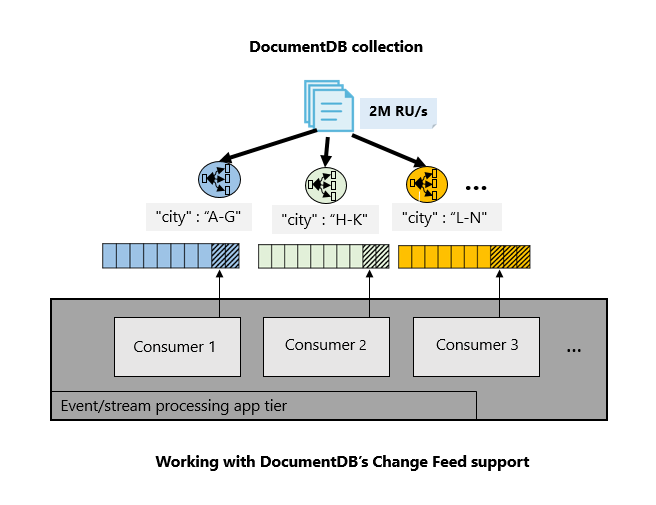 DocumentDB collection
2M RU/s
"city" : “A-G"
"city" : “H-K"
"city" : “L-N"
...
Consumer 1
Consumer 2
Consumer 3
...
Event/stream processing app tier
Working with DocumentDB’s Change Feed support